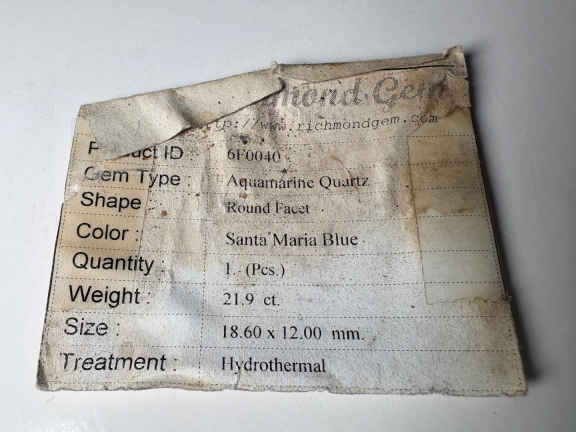 mond Gem
tp://www.richmondgem.com
Product ID : 6F0040
Gem Type : Aquamarine Quartz
Shape Round Facet
Color : Santa Maria Blue
Quantity : 1. (Pcs.)
Weight : 21.9 ct.
Size : 18.60 x 12.00 mm.
Treatment : Hydrothermal